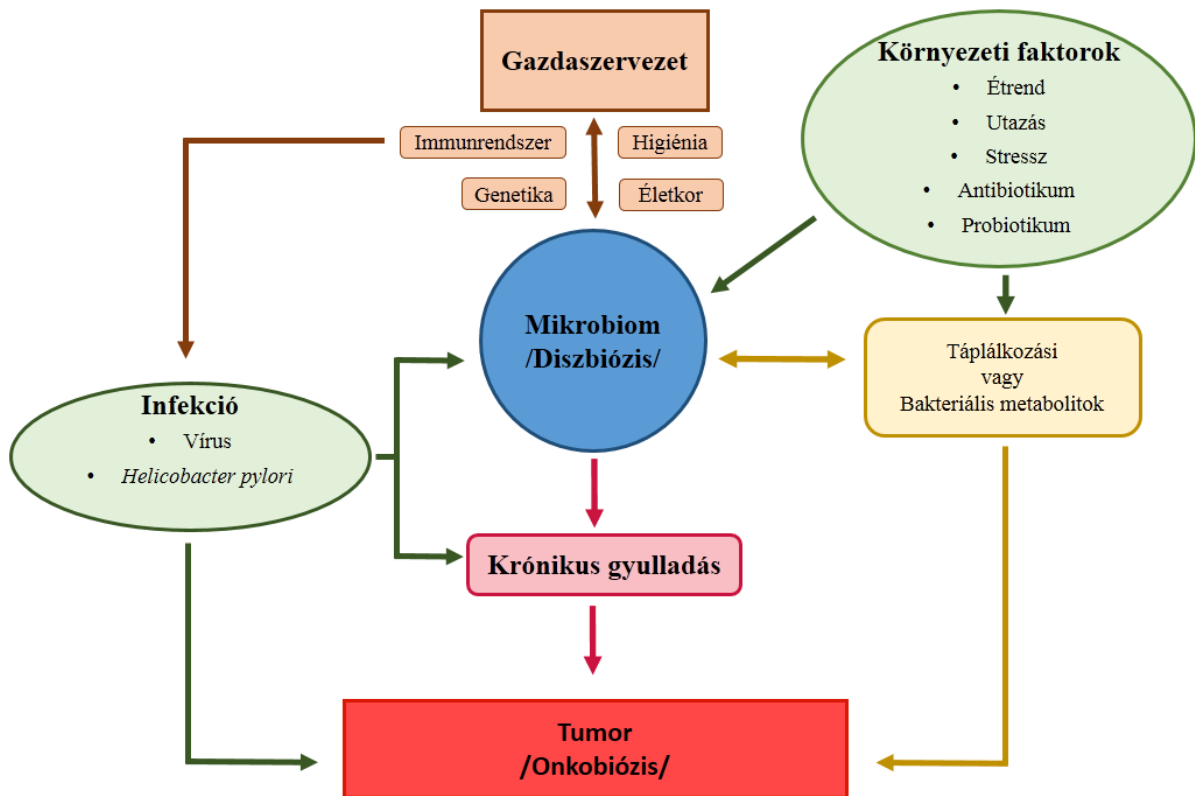 Gazdaszervezet
Környezeti faktorok
• Étrend
• Utazás
• Stressz
• Antibiotikum
• Probiotikum
Immunrendszer
Higiénia
Genetika
Életkor
Mikrobiom
/Diszbiózis/
Táplálkozási
vagy
Bakteriális metabolitok
Infekció
• Vírus
• Helicobacter pylori
Krónikus gyulladás
Tumor
/Onkobiózis/